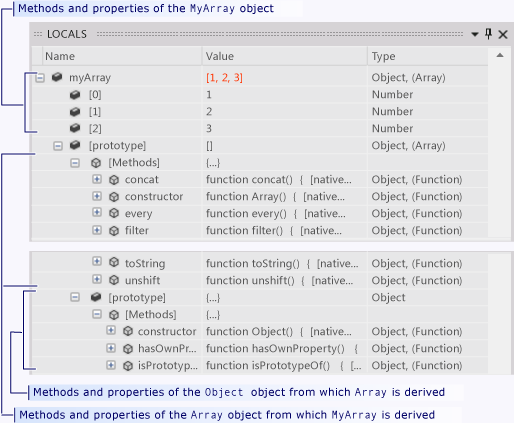 Methods and properties of the MyArray object
LOCALS
Name Value Type
myArray [1, 2, 3] Object, (Array)
[0] 1 Number
[1] 2 Number
[2] 3 Number
[prototype] [] Object, (Array)
[Methods] {...}
concat function concat() { [native... Object, (Function)
constructor function Array() { [native... Object, (Function)
every function every() { [native... Object, (Function)
filter function filter() { [native... Object, (Function)
toString function toString() { [native... Object, (Function)
unshift function unshift() { [native... Object, (Function)
[prototype] {...} Object
[Methods] {...}
constructor function Object() { [native... Object, (Function)
hasOwnPr... function hasOwnProperty() { Object, (Function)
isPrototyp... function isPrototypeOf() { [... Object, (Function)
Methods and properties of the Object object from which Array is derived
Methods and properties of the Array object from which MyArray is derived